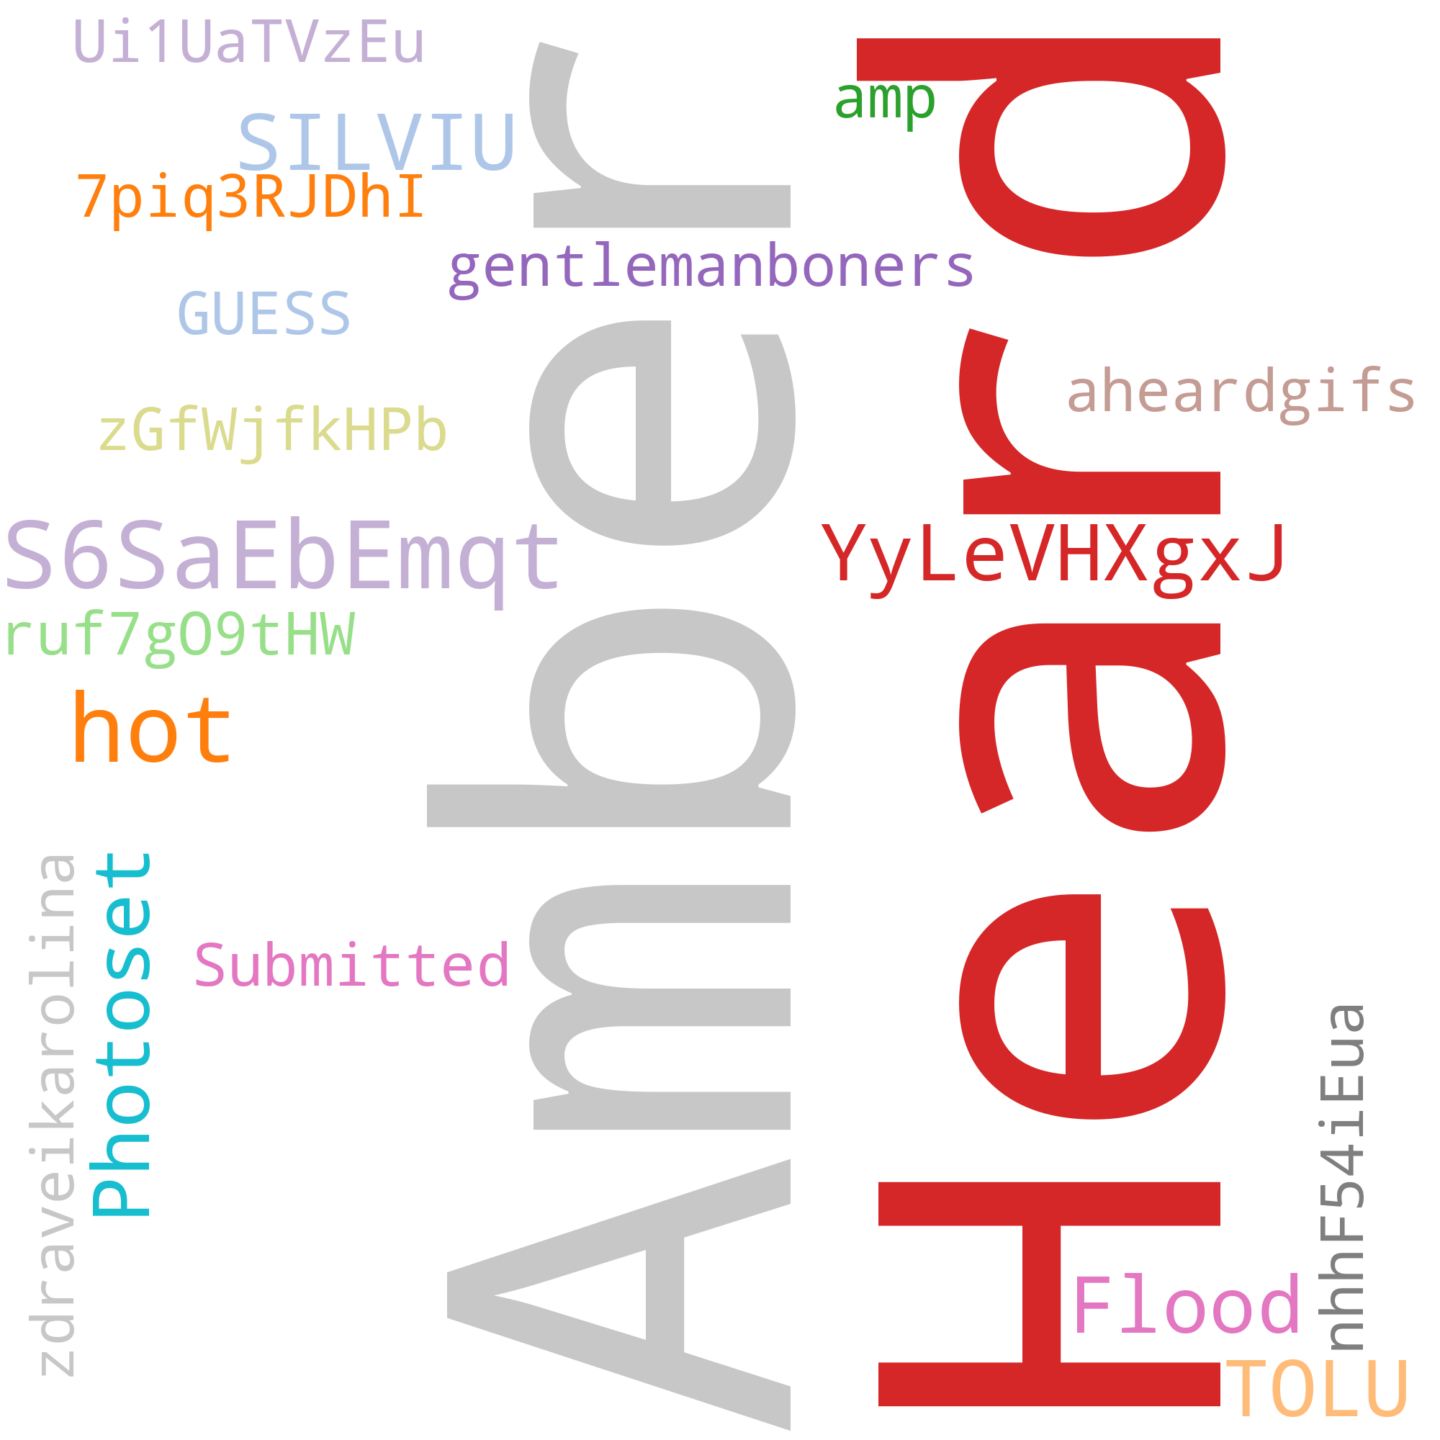 Ui1UaTVzEu
SILVIU
amp
7piq3RJDhI
gentlemanboners
GUESS
aheardgifs
zGfWjfkHPb
S6SaEbEmqt
YyLeVHXgxJ
ruf7gO9tHW
hot
Amber
Heard
zdraveikarolina
Photoset
Submitted
nhhF54iEua
Flood
TOLU